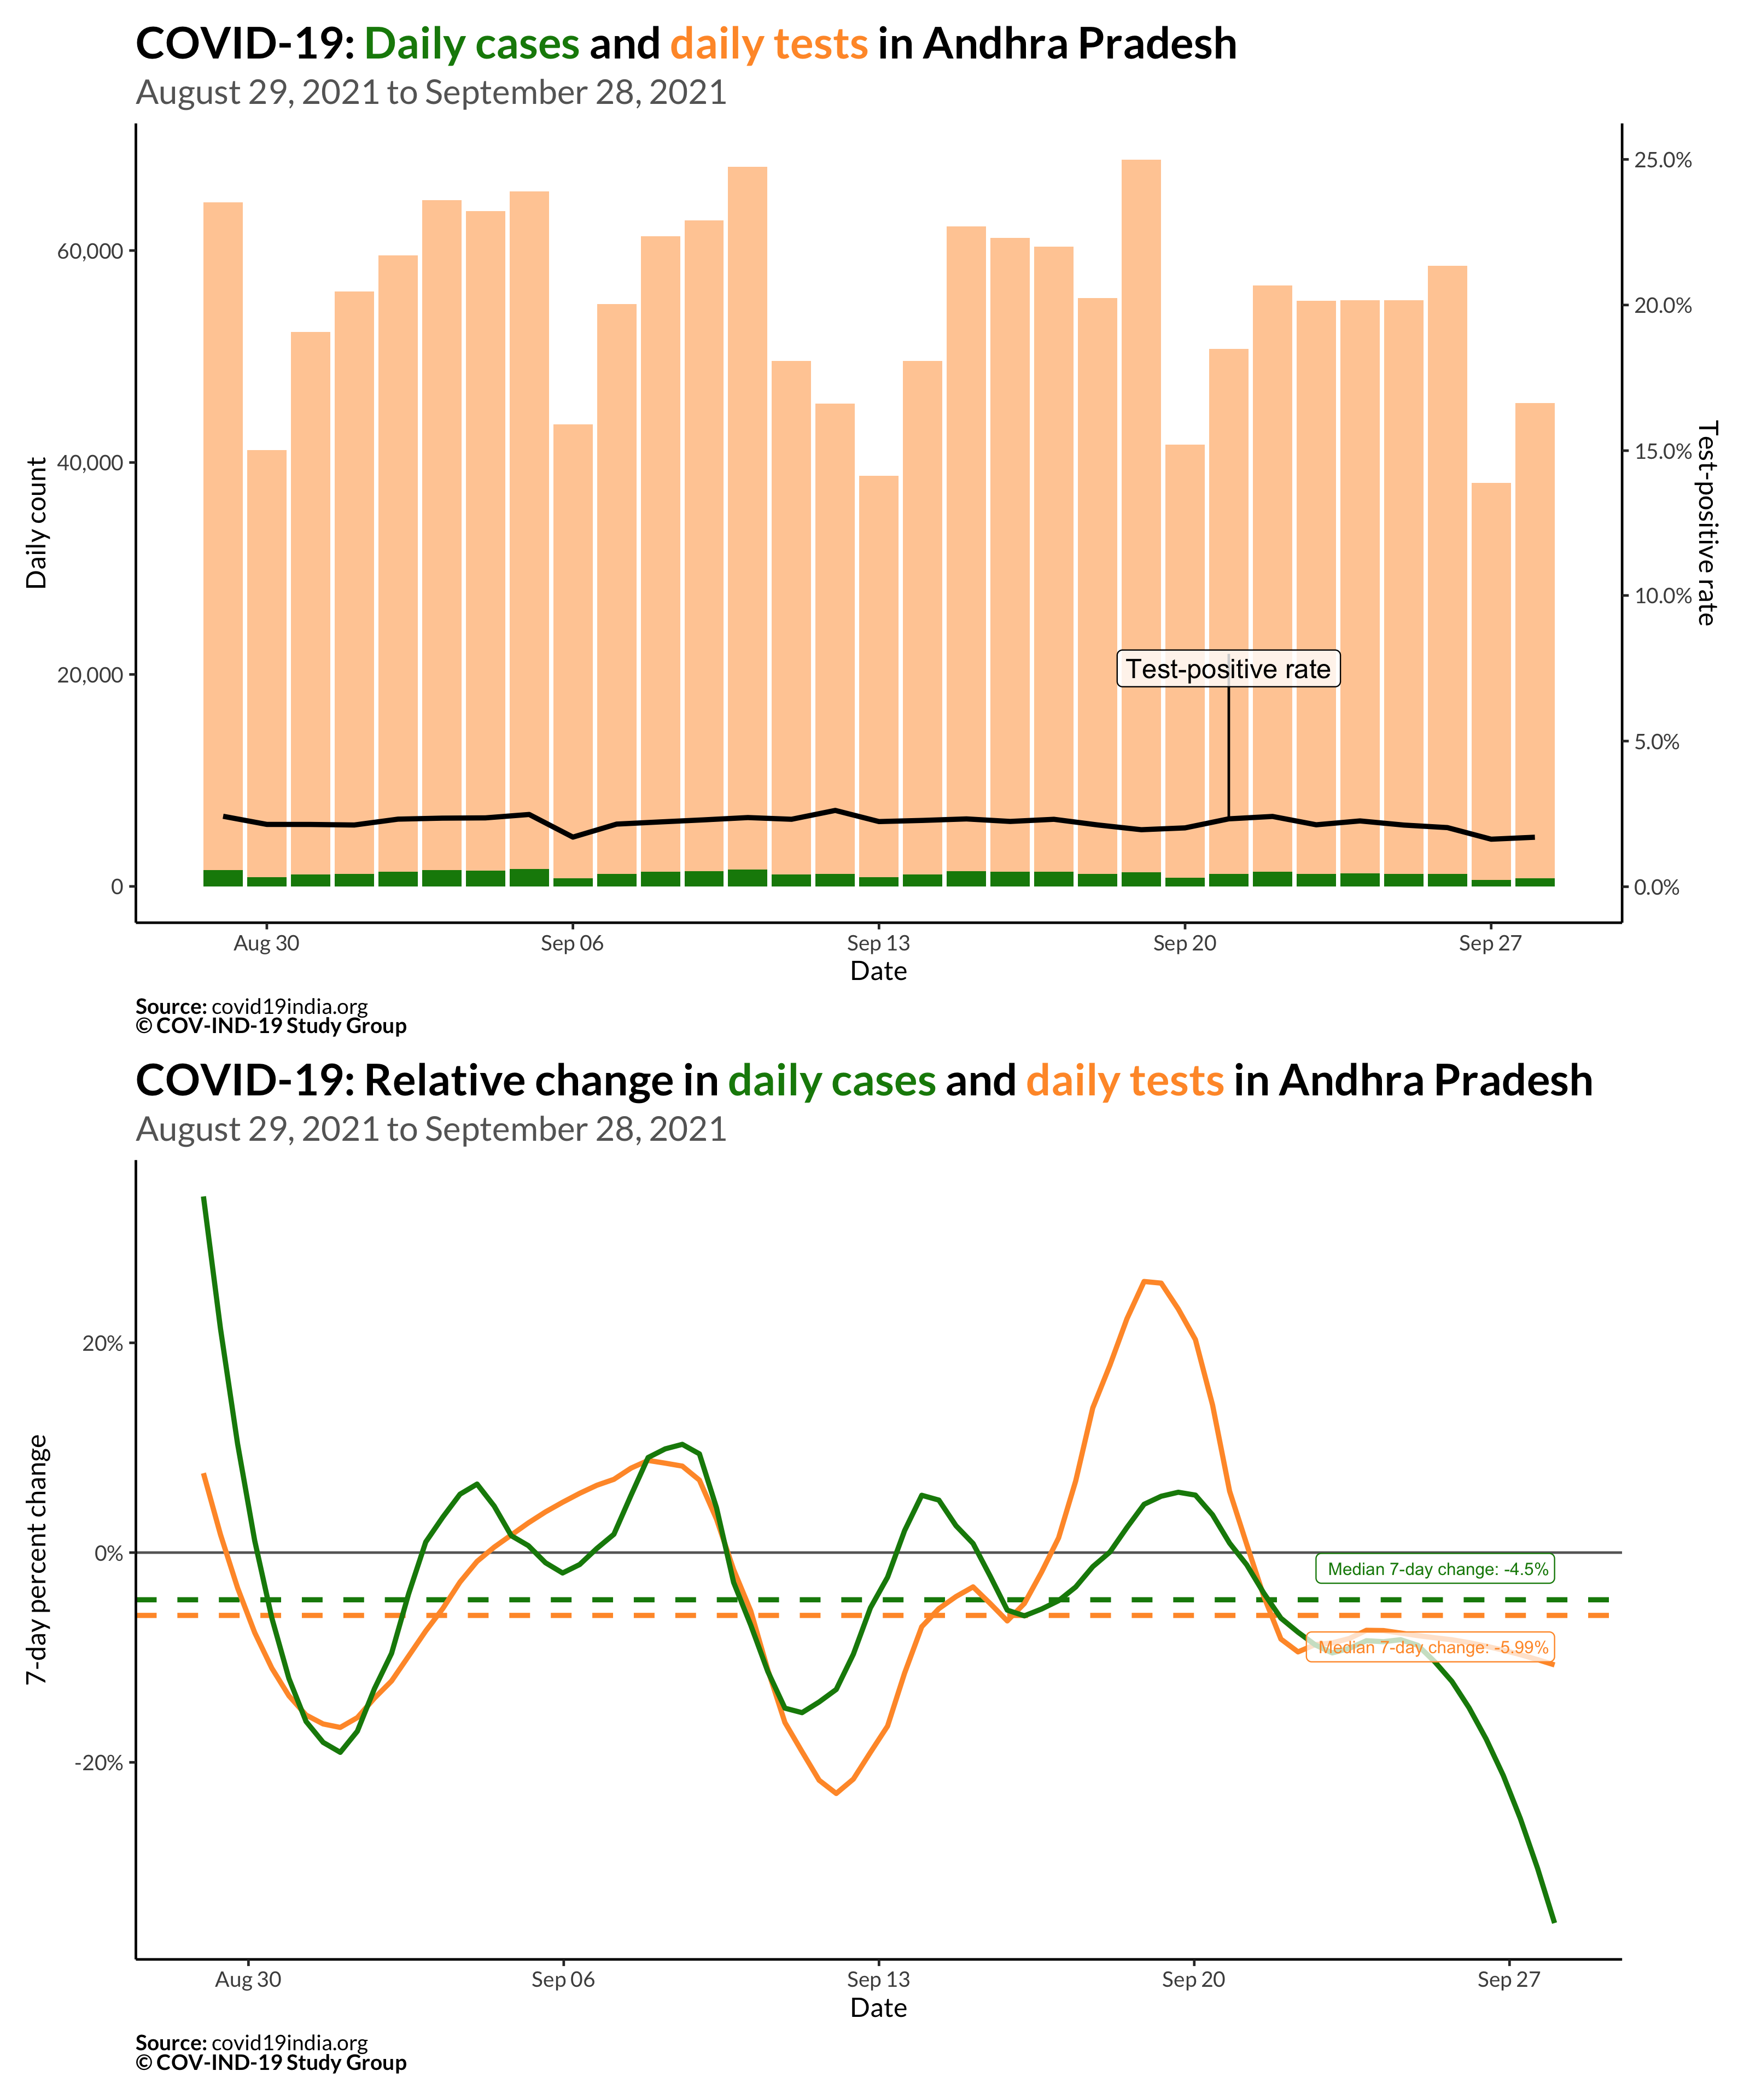 COVID-19: Daily cases and daily tests in Andhra Pradesh
August 29, 2021 to September 28, 2021
Daily count
60,000
40,000
20,000
0
25.0%
20.0%
15.0%
10.0%
5.0%
0.0%
Test-positive rate
Test-positive rate
Aug 30
Sep 06
Sep 13
Sep 20
Sep 27
Date
Source: covid19india.org
© COV-IND-19 Study Group
COVID-19: Relative change in daily cases and daily tests in Andhra Pradesh
August 29, 2021 to September 28, 2021
7-day percent change
20%
0%
-20%
Median 7-day change: -4.5%
Median 7-day change: -5.99%
Aug 30
Sep 06
Sep 13
Sep 20
Sep 27
Date
Source: covid19india.org
© COV-IND-19 Study Group